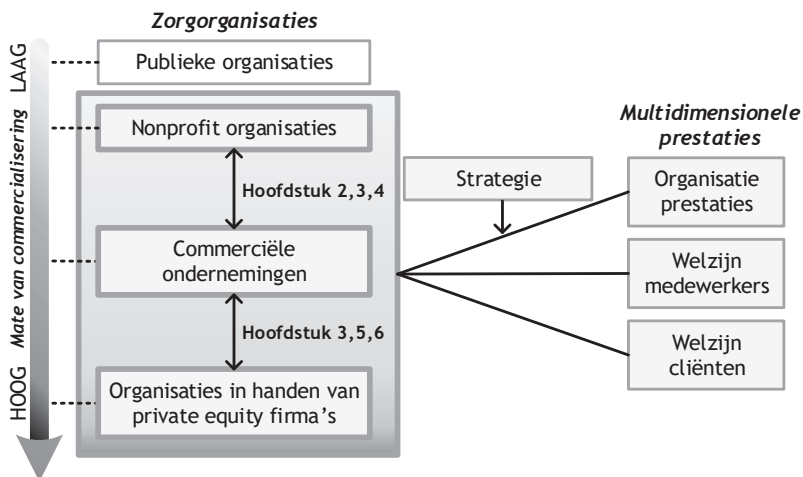 Zorgorganisaties
LAAG
Mate van commercialisering
HOOG
Publieke organisaties
Nonprofit organisaties
Hoofdstuk 2,3,4
Commerciële
ondernemingen
Hoofdstuk 3,5,6
Organisaties in handen van
private equity firma's
Strategie
Multidimensionele
prestaties
Organisatie
prestaties
Welzijn
medewerkers
Welzijn
cliënten